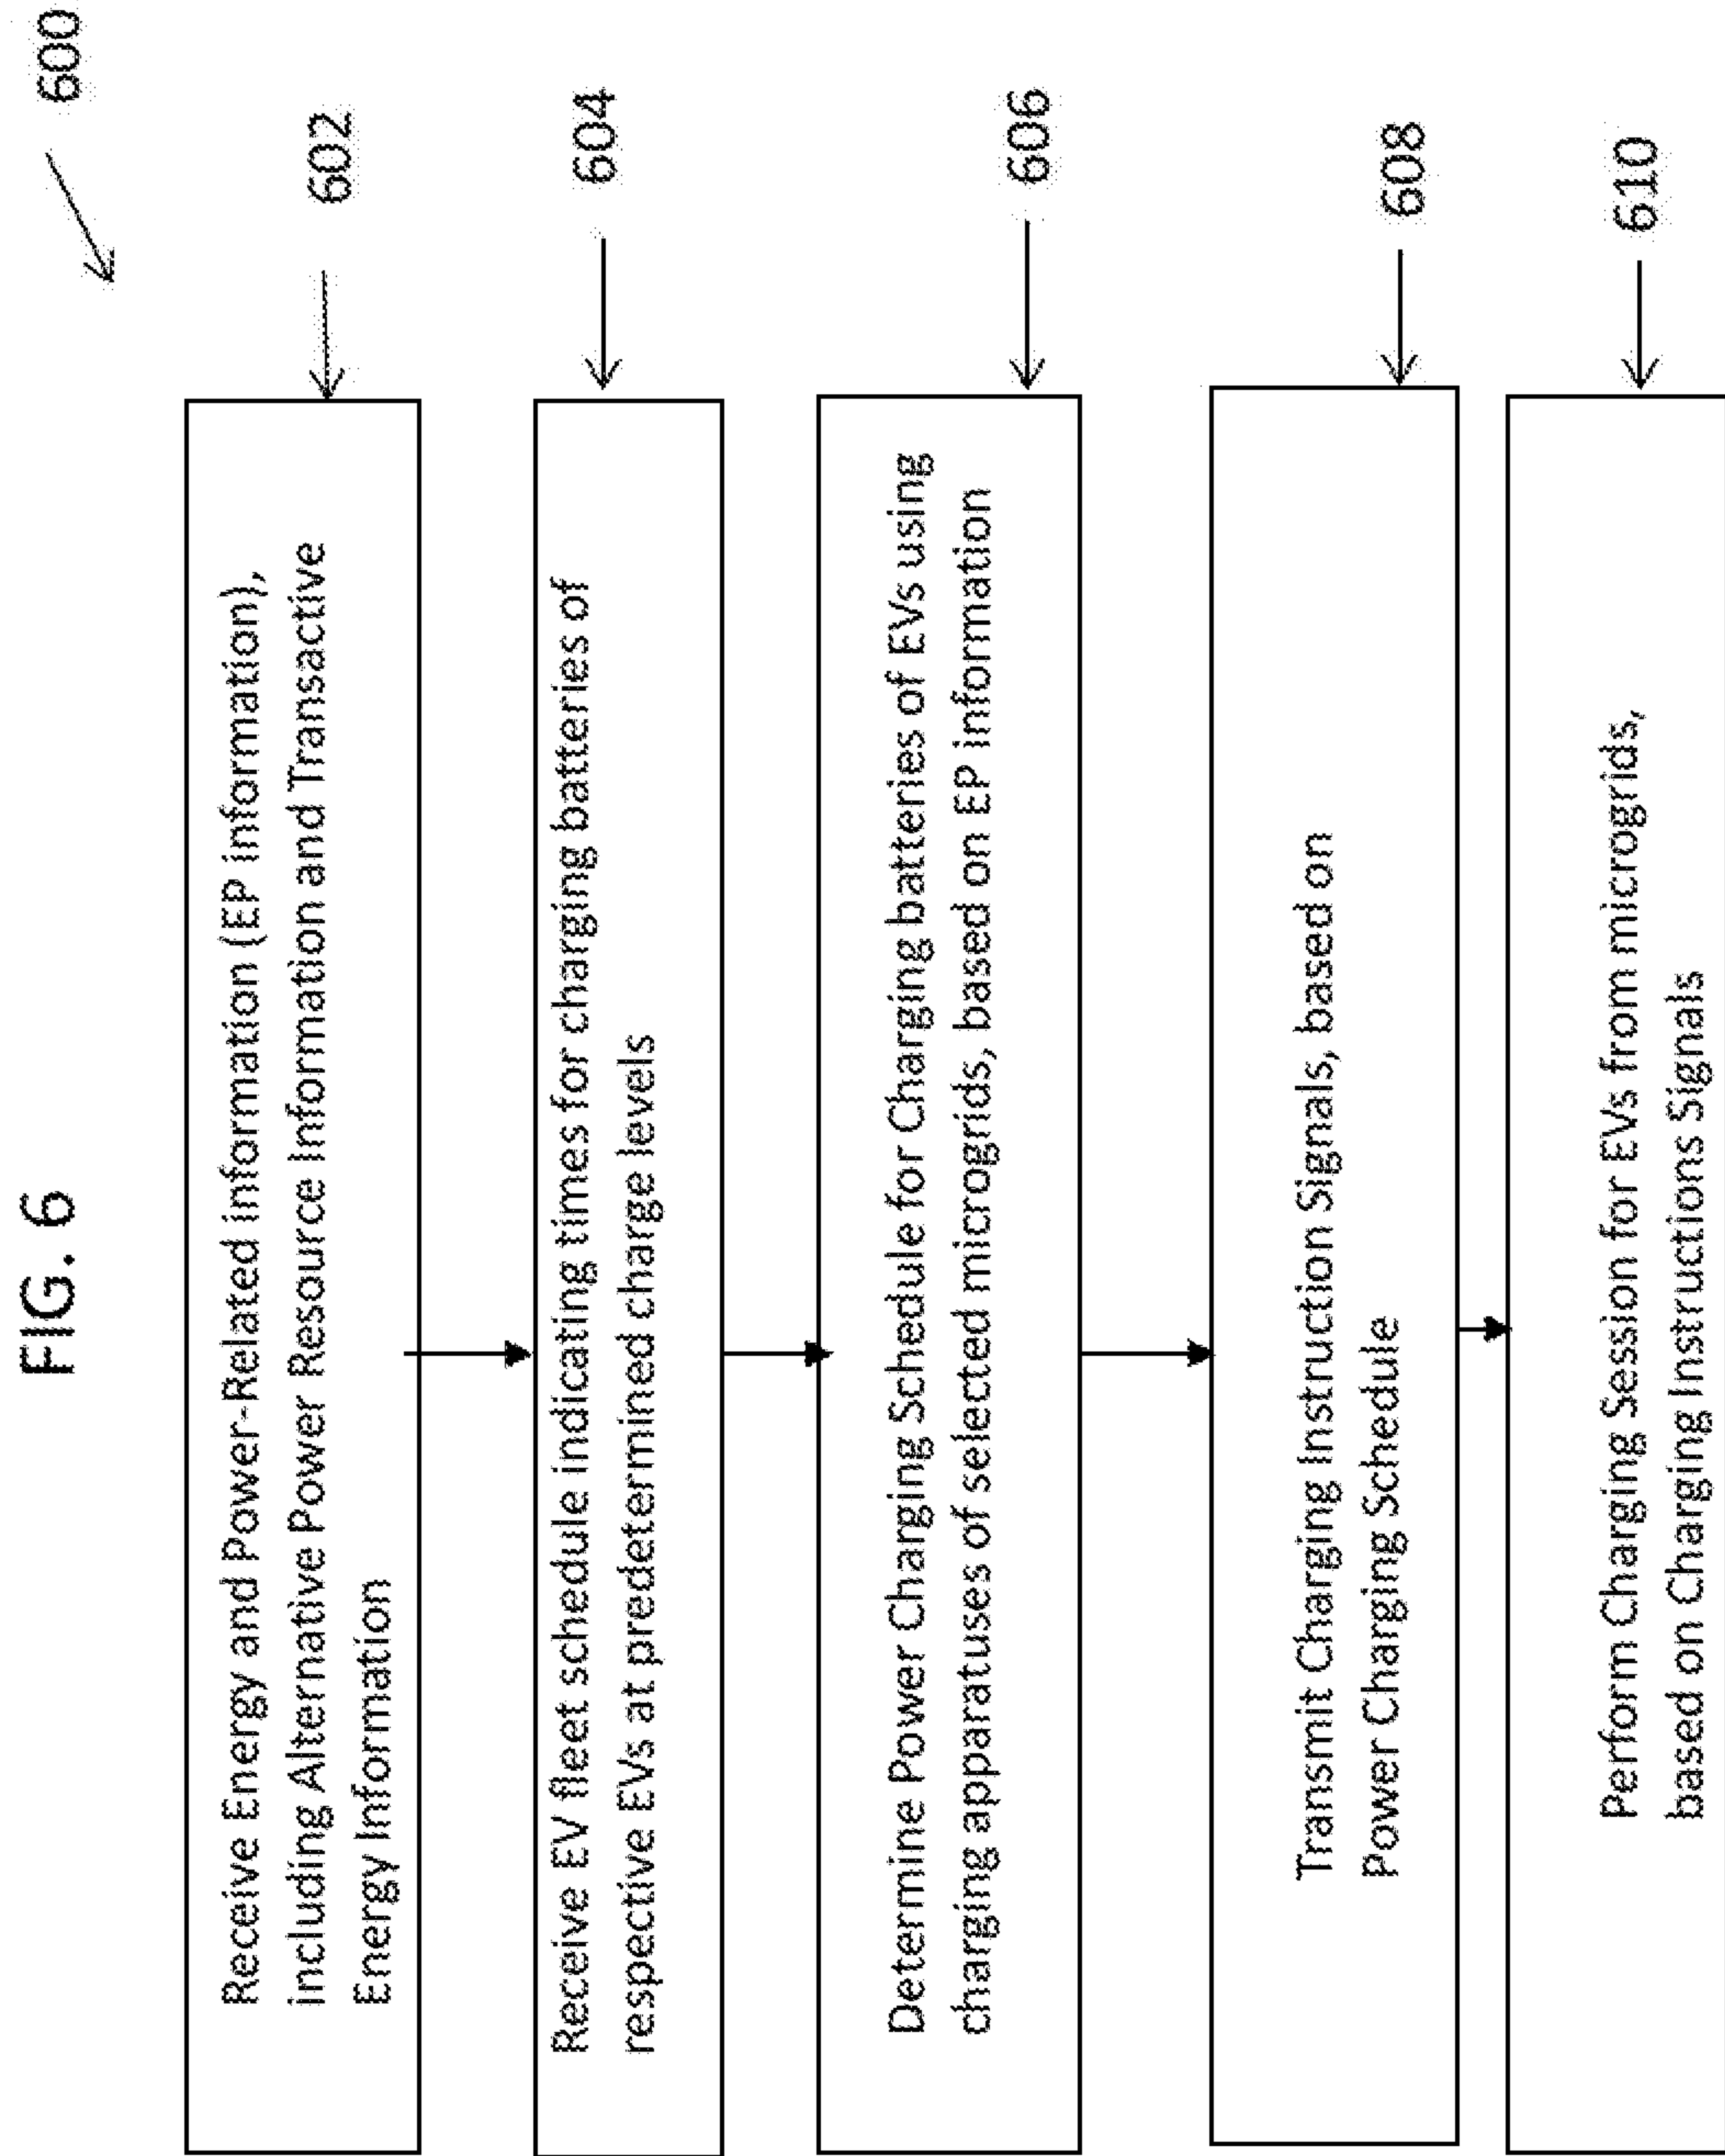 FIG. 6
600
Receive Energy and Power-Related information (EP information),
including Alternative Power Resource Information and Transactive
Energy Information
602
Receive EV fleet schedule indicating times for charging batteries of
respective EVs at predetermined charge levels
604
Determine Power Charging Schedule for Charging batteries of EVs using
charging apparatuses of selected microgrids, based on EP information
606
Transmit Charging Instruction Signals, based on
Power Charging Schedule
608
Perform Charging Session for EVs from microgrids,
based on Charging Instructions Signals
610